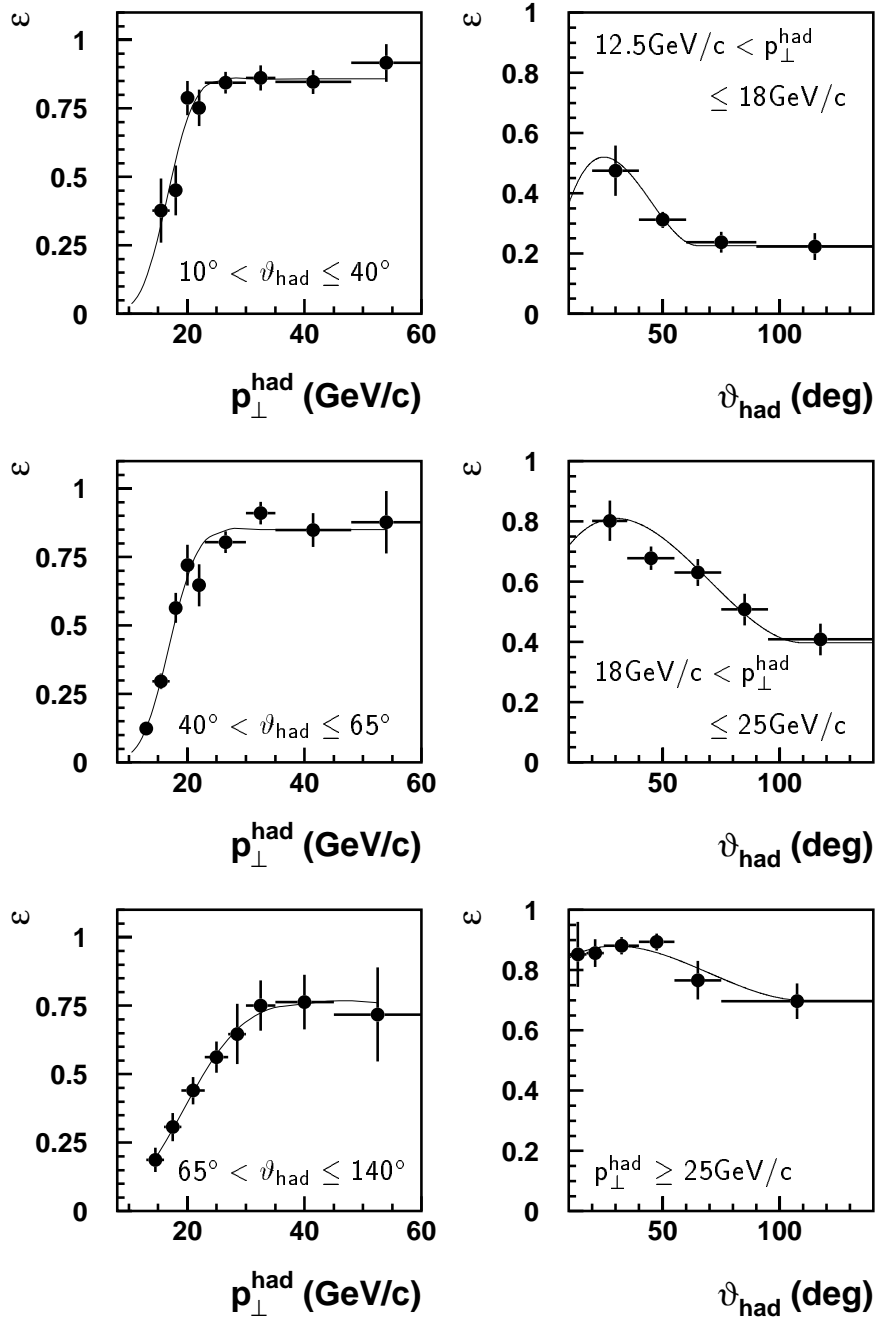 ε
1
0.75
0.5
0.25
0
20 40 60
10° < ϑhad ≤ 40°
p⊥had (GeV/c)
ε
1
0.8
0.6
0.4
0.2
0
50 100
12.5GeV/c < p⊥had
≤ 18GeV/c
ϑhad (deg)
ε
1
0.75
0.5
0.25
0
20 40 60
40° < ϑhad ≤ 65°
p⊥had (GeV/c)
ε
1
0.8
0.6
0.4
0.2
0
50 100
18GeV/c < p⊥had
≤ 25GeV/c
ϑhad (deg)
ε
1
0.75
0.5
0.25
0
20 40 60
65° < ϑhad ≤ 140°
p⊥had (GeV/c)
ε
1
0.8
0.6
0.4
0.2
0
50 100
p⊥had ≥ 25GeV/c
ϑhad (deg)